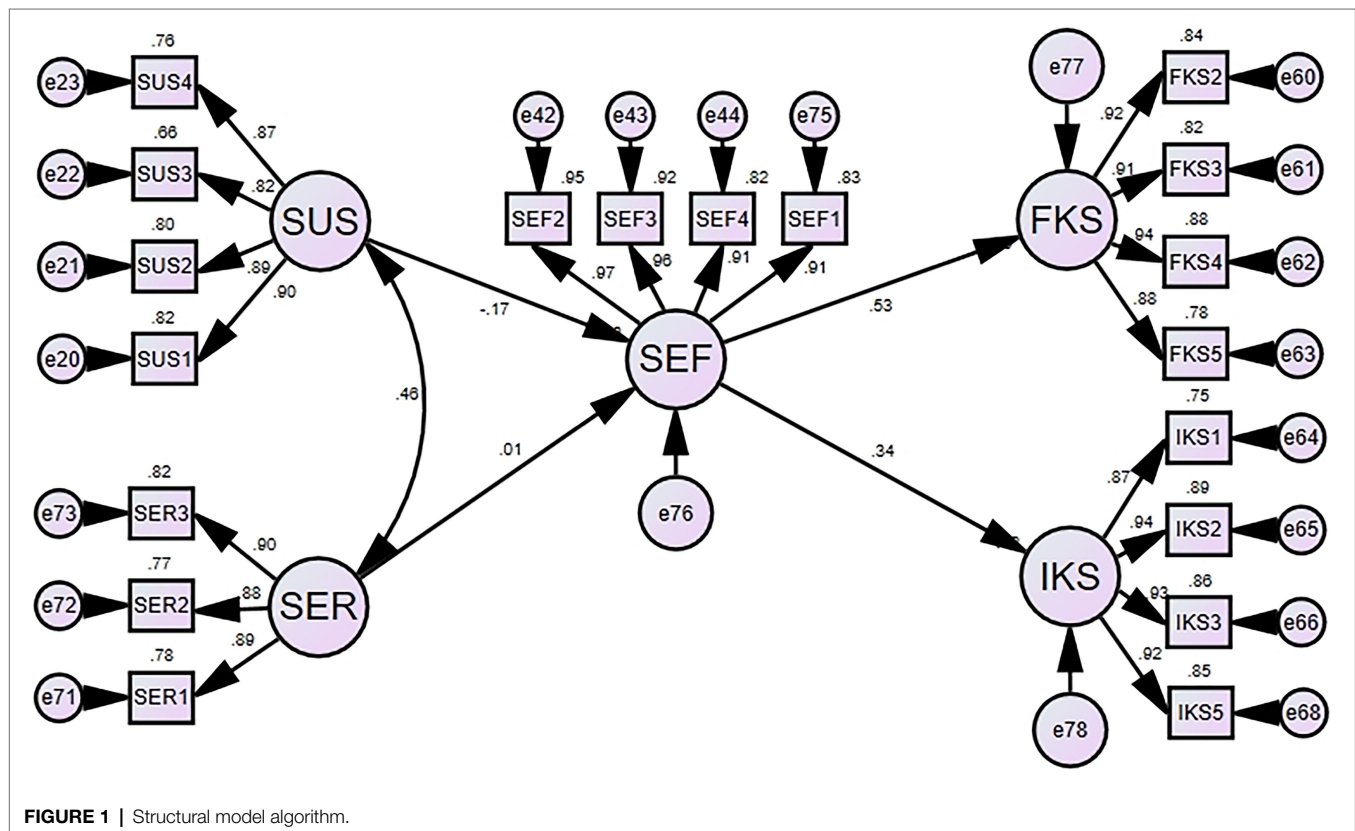 .76
e23
SUS4
.87
.66
e22
SUS3
.82
.80
e21
SUS2
.89
.82
e20
SUS1
.90
SUS
-.17
.46
.82
e73
SER3
.90
.77
e72
SER2
.88
.78
e71
SER1
.89
SER
.01
e42
e43
e44
e75
.95
.92
.82
.83
SEF2
SEF3
SEF4
SEF1
.97
.96
.91
.91
SEF
e76
.53
.34
e77
FKS
.84
.92
FKS2
e60
.82
.91
FKS3
e61
.88
.94
FKS4
e62
.88
.78
FKS5
e63
.75
.87
IKS1
e64
.89
.94
IKS2
e65
.86
.93
IKS3
e66
.92
.85
IKS5
e68
IKS
e78
FIGURE 1 | Structural model algorithm.